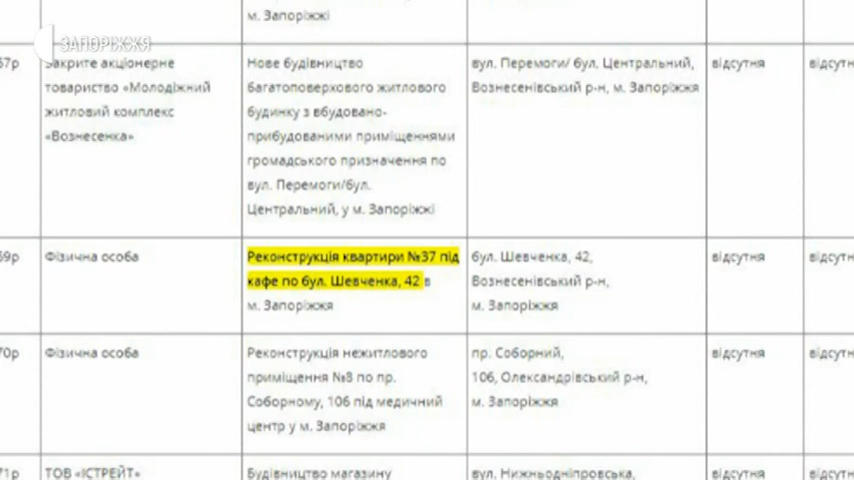 м. Запоріжжі
ЗАПОРІЖЖЯ
67р
Закрите акціонерне
товариство «Молодіжний
житловий комплекс
«Вознесенка»
Нове будівництво
багатоповерхового житлового
будинку з вбудовано-
прибудованими приміщеннями
громадського призначення по
вул. Перемоги/бул.
Центральний, у м. Запоріжжі
вул. Перемоги/ бул. Центральний,
Вознесенівський р-н, м. Запоріжжя
відсутня
відсутн
69р
Фізична особа
Реконструкція квартири №37 під
кафе по бул. Шевченка, 42 в
м. Запоріжжя
бул. Шевченка, 42,
Вознесенівський р-н,
м. Запоріжжя
відсутня
відсутн
70р
Фізична особа
Реконструкція нежитлового
приміщення №8 по пр.
Соборному, 106 під медичний
центр у м. Запоріжжя
пр. Соборний,
106, Олександрівський р-н,
м. Запоріжжя
відсутня
відсутн
71р
ТОВ «ІСТРЕЙТ»
Будівництво магазину
вул. Нижньодніпровська,
відсутня
відсутн